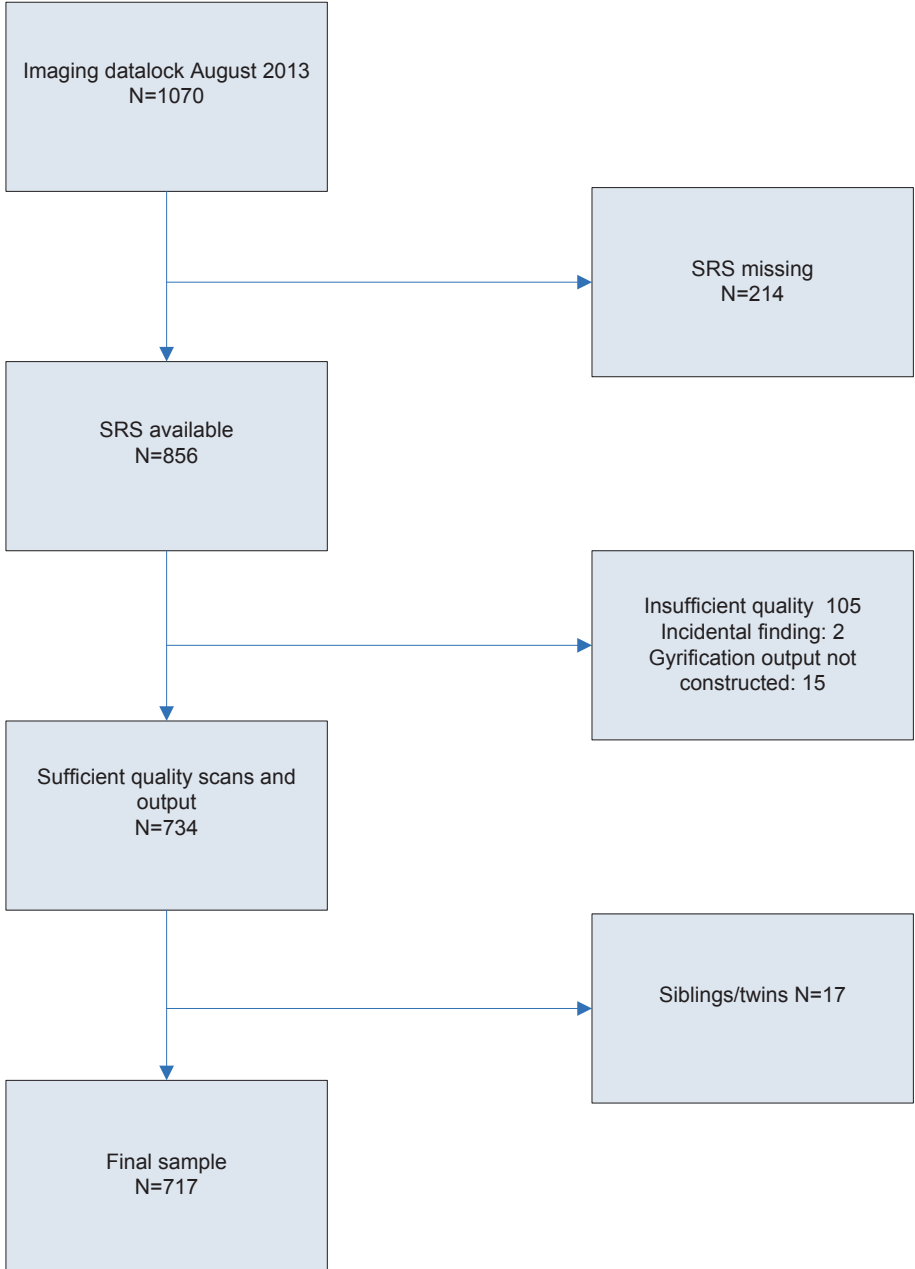 Imaging datalock August 2013
N=1070
SRS missing
N=214
SRS available
N=856
Insufficient quality  105
Incidental finding: 2
Gyrification output not
constructed: 15
Sufficient quality scans and
output
N=734
Siblings/twins N=17
Final sample
N=717